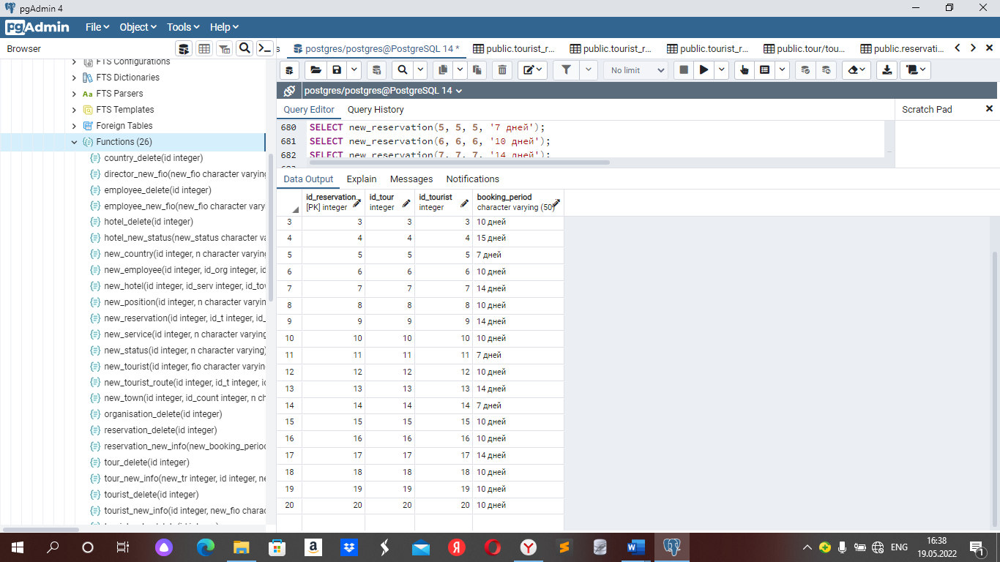 pgAdmin 4
pgAdmin File Object Tools Help
Browser
postgres/postgres@PostgreSQL 14 * public.tourist_r... public.tourist_r... public.tourist_r... public.tour/tou... public.reservati...
No limit
postgres/postgres@PostgreSQL 14
Query Editor Query History
Scratch Pad
680 SELECT new_reservation(5, 5, 5, '7 дней');
681 SELECT new_reservation(6, 6, 6, '10 дней');
682 SELECT new_reservation(7, 7, 7, '14 дней');
FTS Configurations
FTS Dictionaries
Aa FTS Parsers
FTS Templates
Foreign Tables
Functions (26)
country_delete(id integer)
director_new_fio(new_fio character varying
employee_delete(id integer)
employee_new_fio(new_fio character vary
hotel_delete(id integer)
hotel_new_status(new_status character va
new_country(id integer, n character varying
new_employee(id integer, id_org integer, id
new_hotel(id integer, id_serv integer, id_to
new_position(id integer, n character varyin
new_reservation(id integer, id_t integer, id_
new_service(id integer, n character varying
new_status(id integer, n character varying)
new_tourist(id integer, fio character varyin
new_tourist_route(id integer, id_t integer, i
new_town(id integer, id_count integer, n ch
organisation_delete(id integer)
reservation_delete(id integer)
reservation_new_info(new_booking_period
tour_delete(id integer)
tour_new_info(new_tr integer, id integer, ne
tourist_delete(id integer)
tourist_new_info(id integer, new_fio charac
Data Output Explain Messages Notifications
id_reservation id_tour id_tourist booking_period
[PK] integer integer integer character varying (50)
3 3 3 3 10 дней
4 4 4 4 15 дней
5 5 5 5 7 дней
6 6 6 6 10 дней
7 7 7 7 14 дней
8 8 8 8 10 дней
9 9 9 9 14 дней
10 10 10 10 10 дней
11 11 11 11 7 дней
12 12 12 12 10 дней
13 13 13 13 14 дней
14 14 14 14 7 дней
15 15 15 15 10 дней
16 16 16 16 10 дней
17 17 17 17 14 дней
18 18 18 18 10 дней
19 19 19 19 10 дней
20 20 20 20 10 дней
ENG
16:38
19.05.2022
1